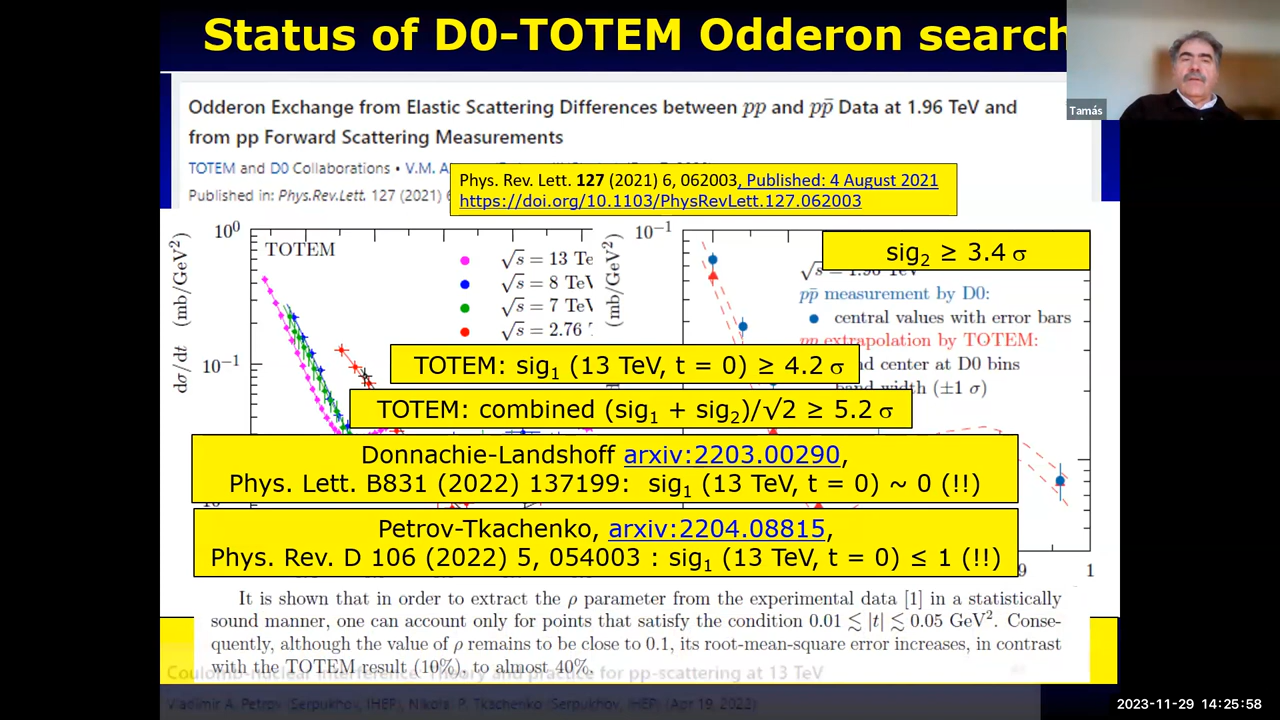 Status of D0-TOTEM Odderon search
Tamás
Odderon Exchange from Elastic Scattering Differences between pp and pp̄ Data at 1.96 TeV and
from pp Forward Scattering Measurements
TOTEM and D0 Collaborations • V.M.
Published in: Phys.Rev.Lett. 127 (2021)
Phys. Rev. Lett. 127 (2021) 6, 062003, Published: 4 August 2021
https://doi.org/10.1103/PhysRevLett.127.062003
dσ/dt (mb/GeV²)
10⁰
10⁻¹
TOTEM
√s = 13 Te
√s = 8 TeV
√s = 7 TeV
√s = 2.76
(mb/GeV²)
10⁻¹
sig₂ ≥ 3.4 σ
√s = 1.96 TeV
pp̄ measurement by D0:
central values with error bars
pp extrapolation by TOTEM:
center at D0 bins
band width (±1 σ)
TOTEM: sig₁ (13 TeV, t = 0) ≥ 4.2 σ
TOTEM: combined (sig₁ + sig₂)/√2 ≥ 5.2 σ
Donnachie-Landshoff arxiv:2203.00290,
Phys. Lett. B831 (2022) 137199: sig₁ (13 TeV, t = 0) ~ 0 (!!)
Petrov-Tkachenko, arxiv:2204.08815,
Phys. Rev. D 106 (2022) 5, 054003 : sig₁ (13 TeV, t = 0) ≤ 1 (!!)
9 1
It is shown that in order to extract the ρ parameter from the experimental data [1] in a statistically
sound manner, one can account only for points that satisfy the condition 0.01 ≲ |t| ≲ 0.05 GeV². Conse-
quently, although the value of ρ remains to be close to 0.1, its root-mean-square error increases, in contrast
with the TOTEM result (10%), to almost 40%.
Coulomb-nuclear interference: Theory and practice for pp-scattering at 13 TeV
Vladimir A. Petrov (Serpukhov, IHEP), Nikolai P. Tkachenko (Serpukhov, IHEP) (Apr 19, 2022)
2023-11-29 14:25:58